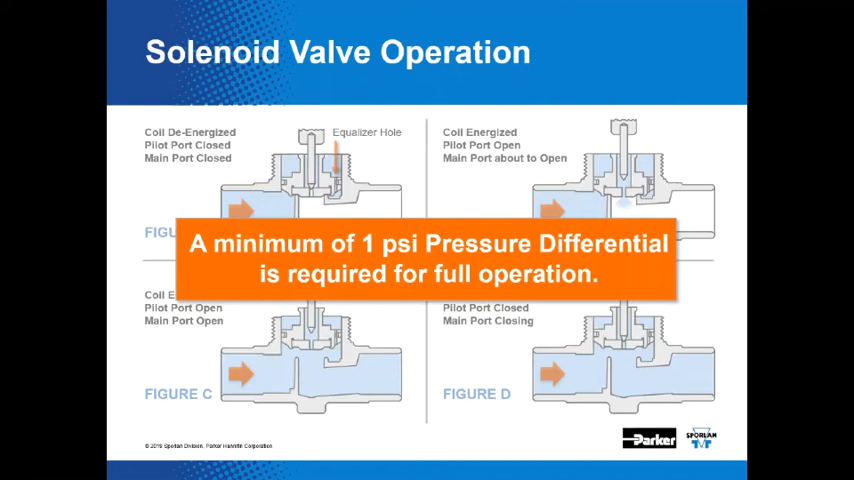 Solenoid Valve Operation
Coil De-Energized
Pilot Port Closed
Main Port Closed
Equalizer Hole
Coil Energized
Pilot Port Open
Main Port about to Open
FIGU
A minimum of 1 psi Pressure Differential
is required for full operation.
Coil E
Pilot Port Open
Main Port Open
Pilot Port Closed
Main Port Closing
FIGURE C
FIGURE D
© 2019 Sporlan Division, Parker Hannifin Corporation
Parker
SPORLAN